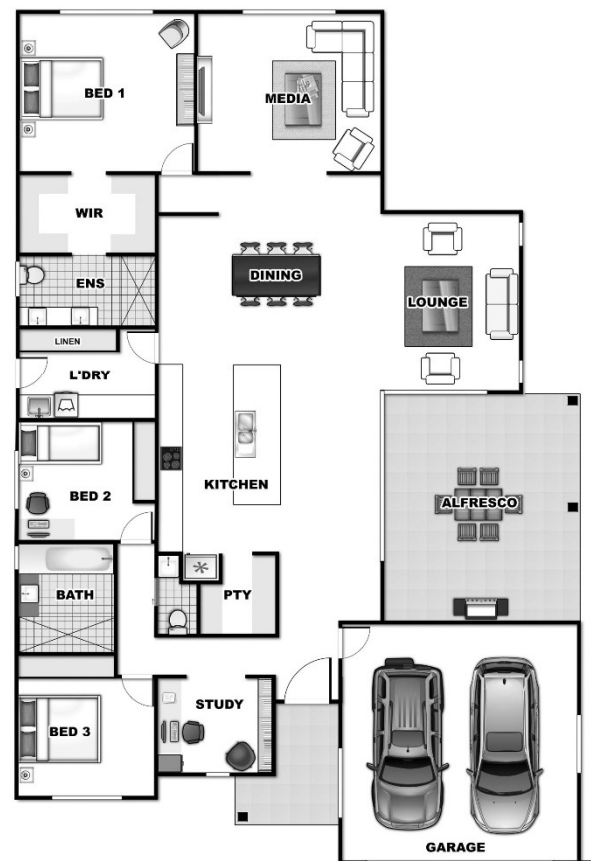 BED 1
MEDIA
WIR
ENS
DINING
LOUNGE
LINEN
L'DRY
BED 2
KITCHEN
ALFRESCO
BATH
PTY
STUDY
BED 3
GARAGE